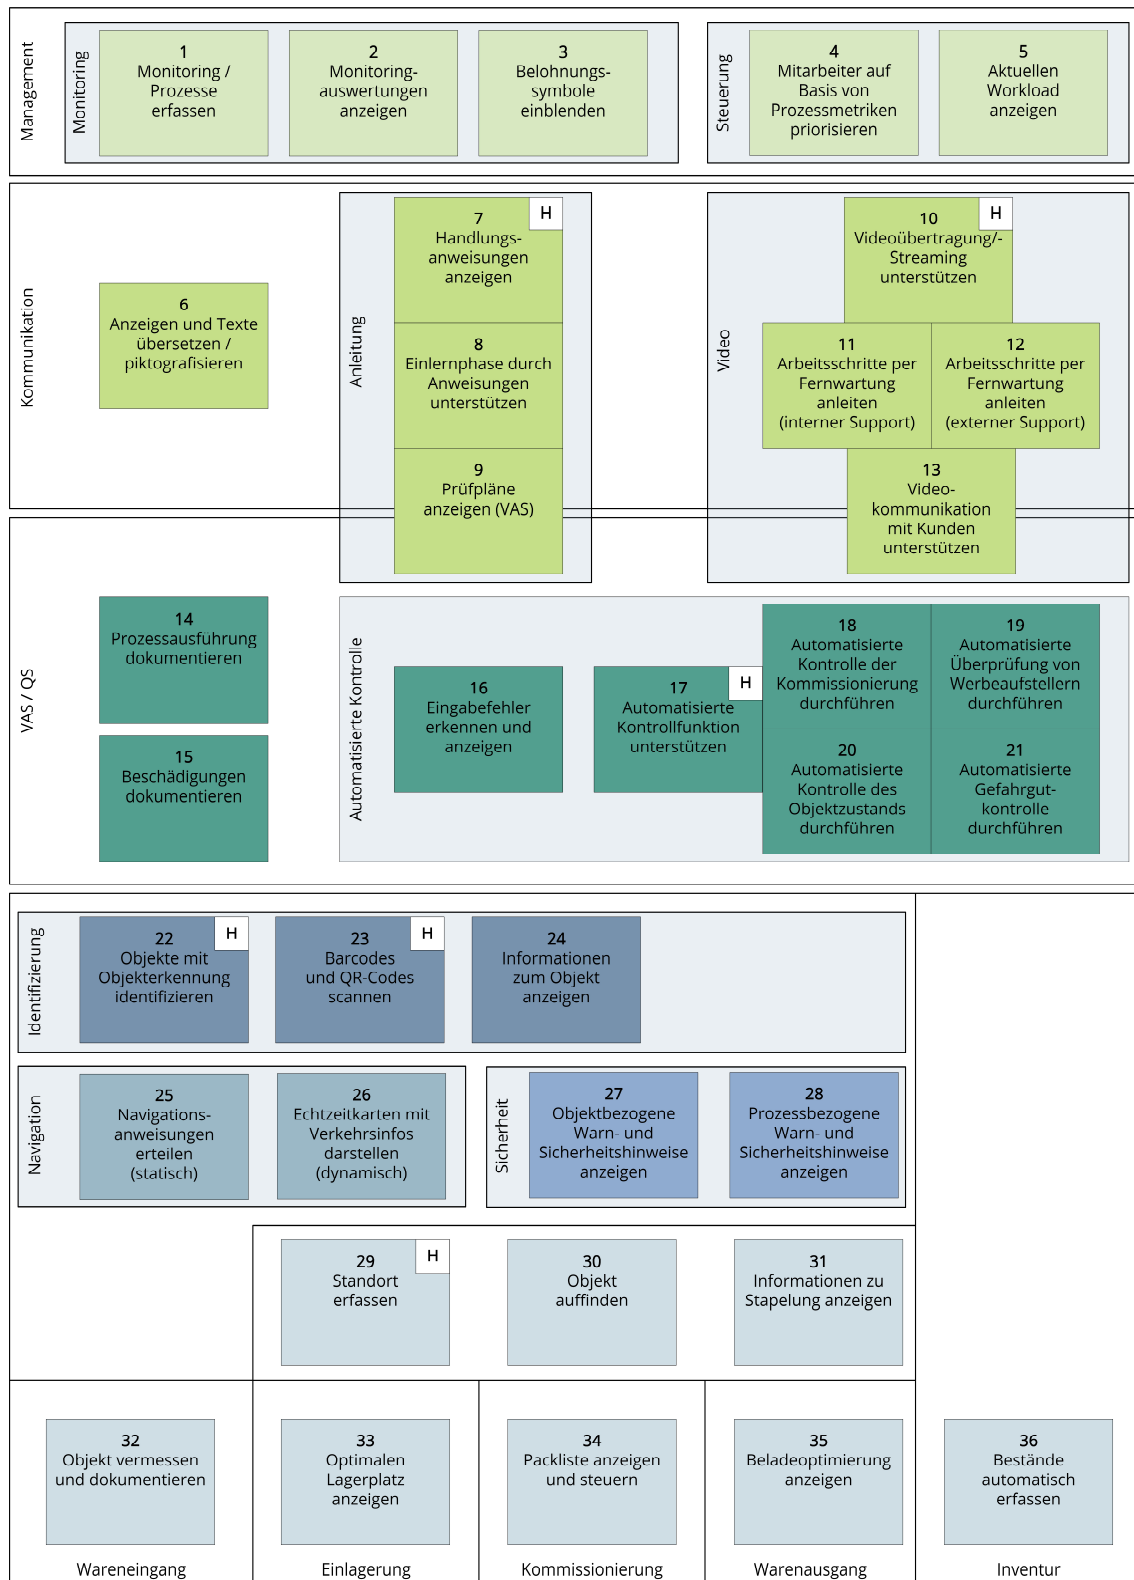 Management
Monitoring
1
Monitoring /
Prozesse
erfassen
2
Monitoring-
auswertungen
anzeigen
3
Belohnungs-
symbole
einblenden
Steuerung
4
Mitarbeiter auf
Basis von
Prozessmetriken
priorisieren
5
Aktuellen
Workload
anzeigen
Kommunikation
6
Anzeigen und Texte
übersetzen /
piktografisieren
Anleitung
7
H
Handlungs-
anweisungen
anzeigen
8
Einlernphase durch
Anweisungen
unterstützen
9
Prüfpläne
anzeigen (VAS)
Video
10
H
Videoübertragung/-
Streaming
unterstützen
11
Arbeitsschritte per
Fernwartung
anleiten
(interner Support)
12
Arbeitsschritte per
Fernwartung
anleiten
(externer Support)
13
Video-
kommunikation
mit Kunden
unterstützen
VAS / QS
14
Prozessausführung
dokumentieren
15
Beschädigungen
dokumentieren
Automatisierte Kontrolle
16
Eingabefehler
erkennen und
anzeigen
17
H
Automatisierte
Kontrollfunktion
unterstützen
18
Automatisierte
Kontrolle der
Kommissionierung
durchführen
19
Automatisierte
Überprüfung von
Werbeaufstellern
durchführen
20
Automatisierte
Kontrolle des
Objektzustands
durchführen
21
Automatisierte
Gefahrgut-
kontrolle
durchführen
Identifizierung
22
H
Objekte mit
Objekterkennung
identifizieren
23
H
Barcodes
und QR-Codes
scannen
24
Informationen
zum Objekt
anzeigen
Navigation
25
Navigations-
anweisungen
erteilen
(statisch)
26
Echtzeitkarten mit
Verkehrsinfos
darstellen
(dynamisch)
Sicherheit
27
Objektbezogene
Warn- und
Sicherheitshinweise
anzeigen
28
Prozessbezogene
Warn- und
Sicherheitshinweise
anzeigen
29
H
Standort
erfassen
30
Objekt
auffinden
31
Informationen zu
Stapelung anzeigen
32
Objekt vermessen
und dokumentieren
33
Optimalen
Lagerplatz
anzeigen
34
Packliste anzeigen
und steuern
35
Beladeoptimierung
anzeigen
36
Bestände
automatisch
erfassen
Wareneingang
Einlagerung
Kommissionierung
Warenausgang
Inventur